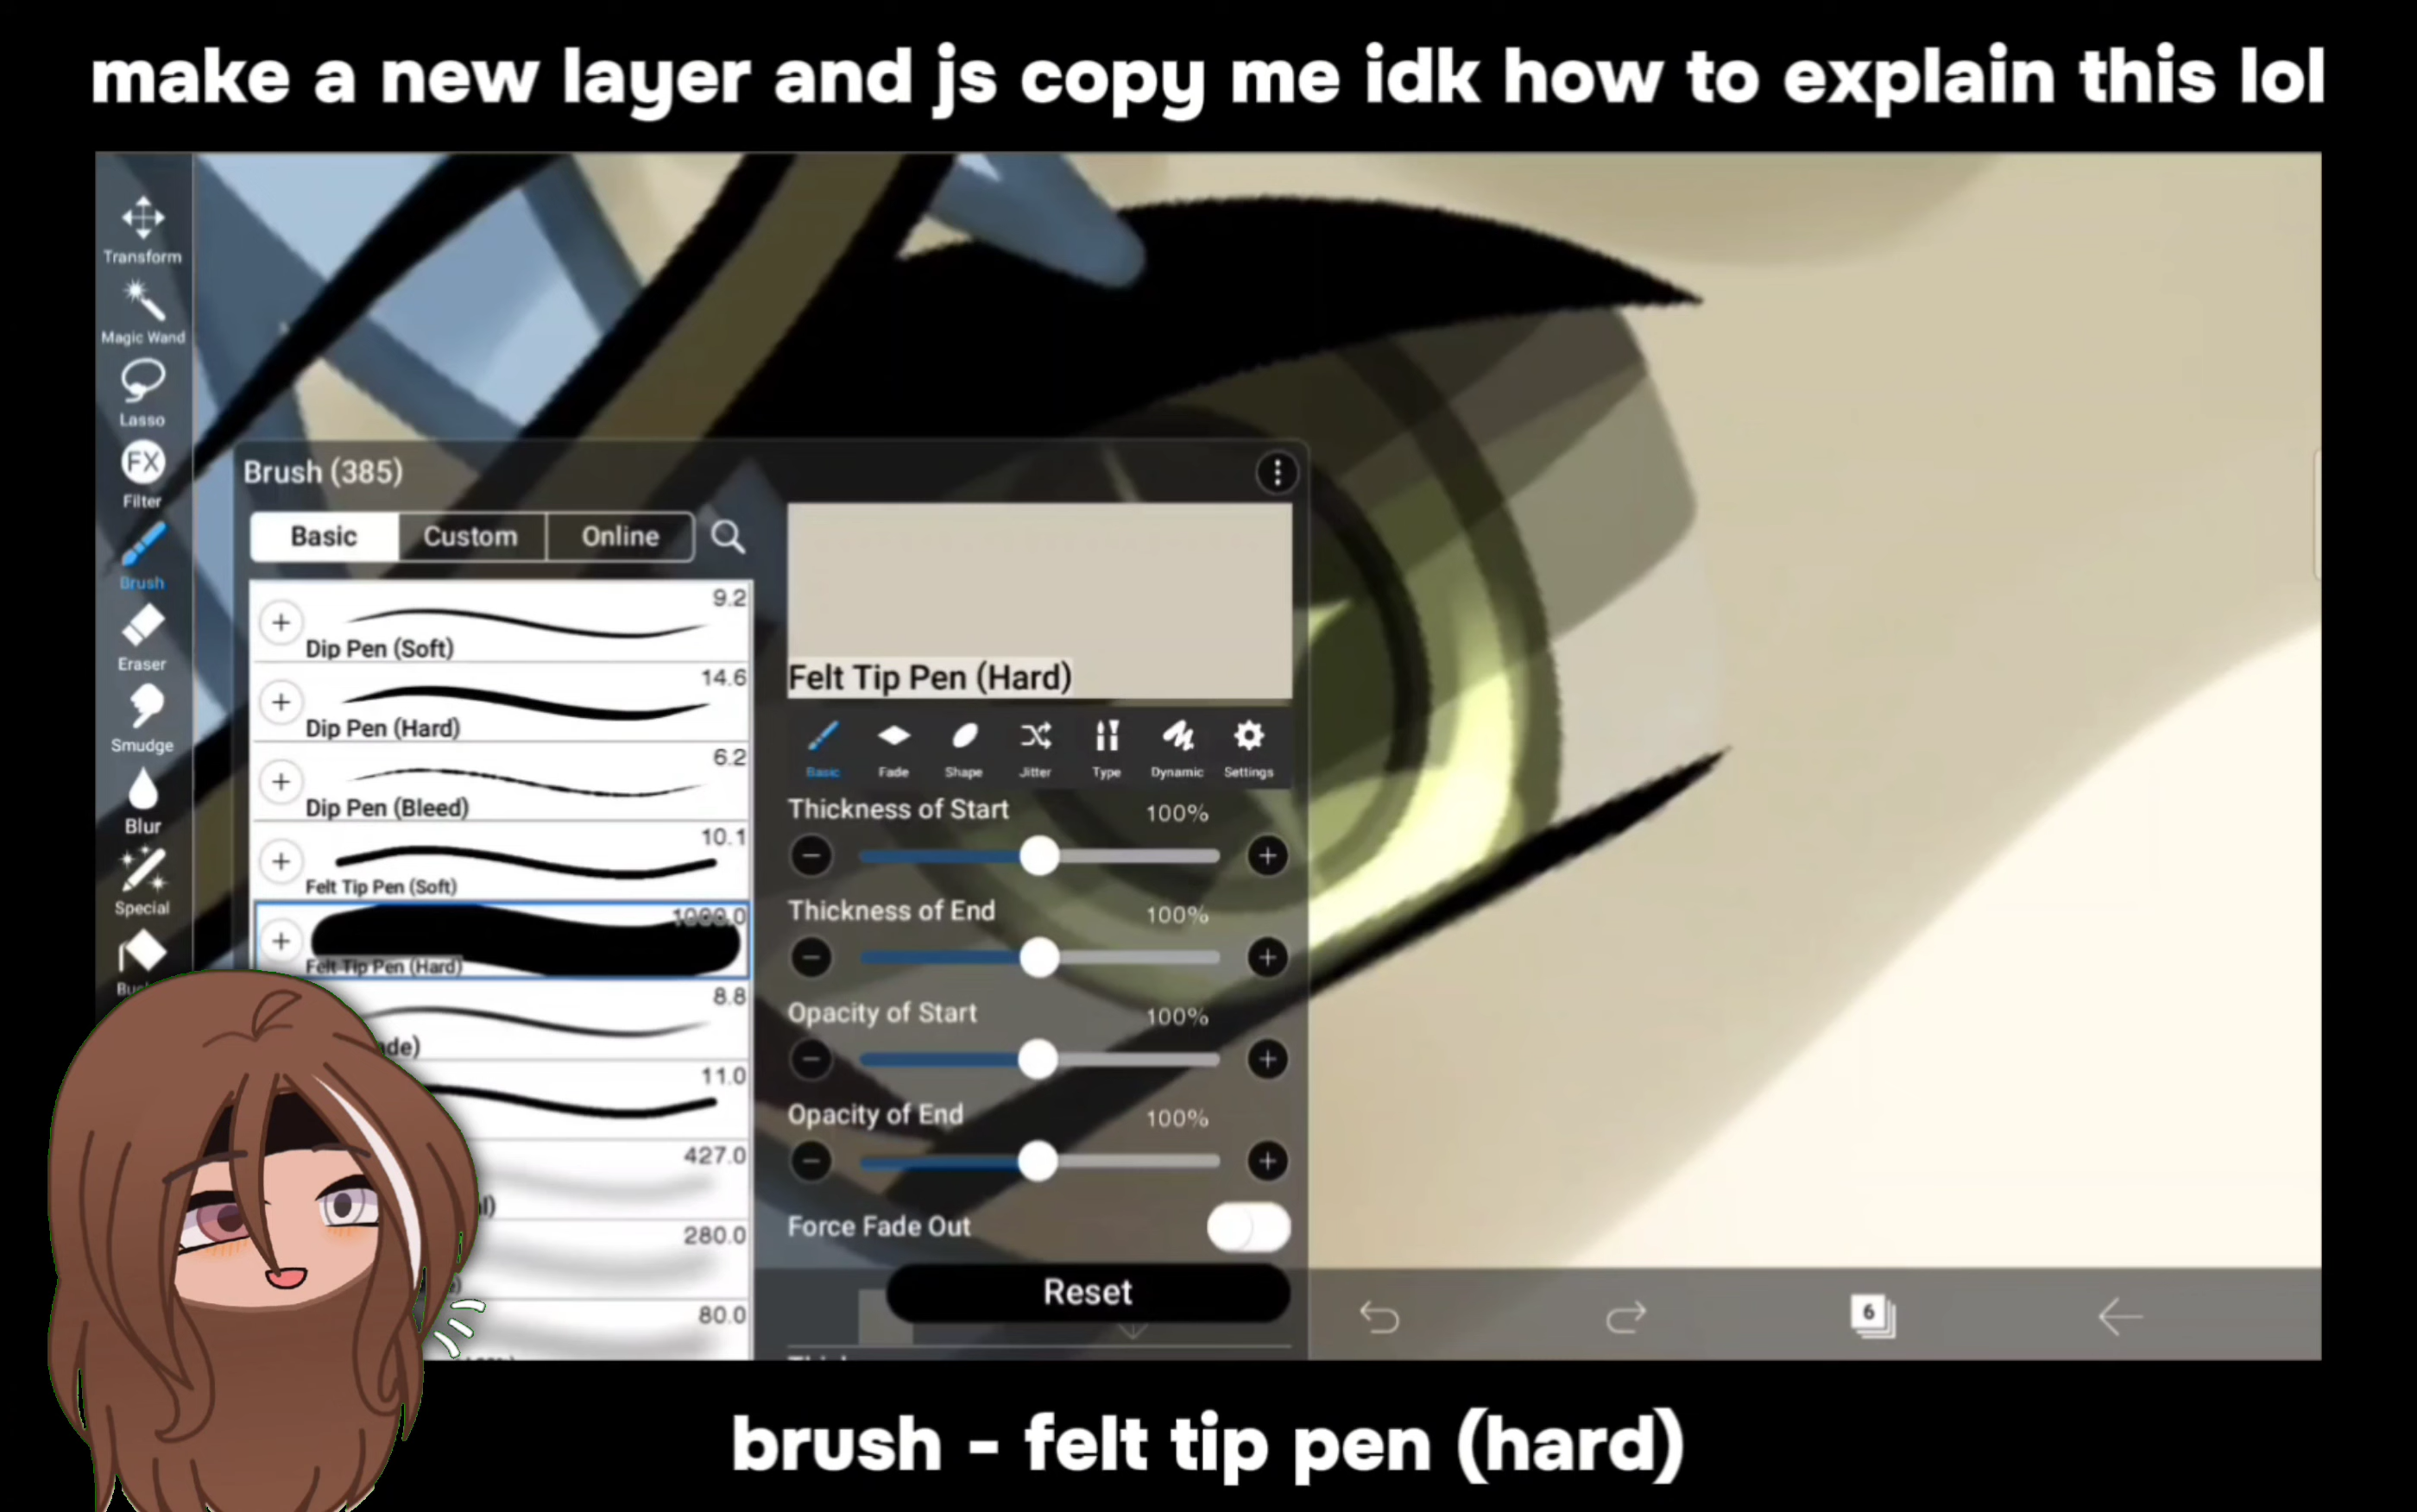 make a new layer and js copy me idk how to explain this lol
Transform
Magic Wand
Lasso
FX
Filter
Brush
Eraser
Smudge
Blur
Special
Brush (385)
Basic Custom Online
9.2
Dip Pen (Soft)
14.6
Dip Pen (Hard)
6.2
Dip Pen (Bleed)
10.1
Felt Tip Pen (Soft)
Felt Tip Pen (Hard)
8.8
11.0
427.0
280.0
80.0
Felt Tip Pen (Hard)
Basic Fade Shape Jitter Type Dynamic Settings
Thickness of Start 100%
Thickness of End 100%
Opacity of Start 100%
Opacity of End 100%
Force Fade Out
Reset
6
brush - felt tip pen (hard)